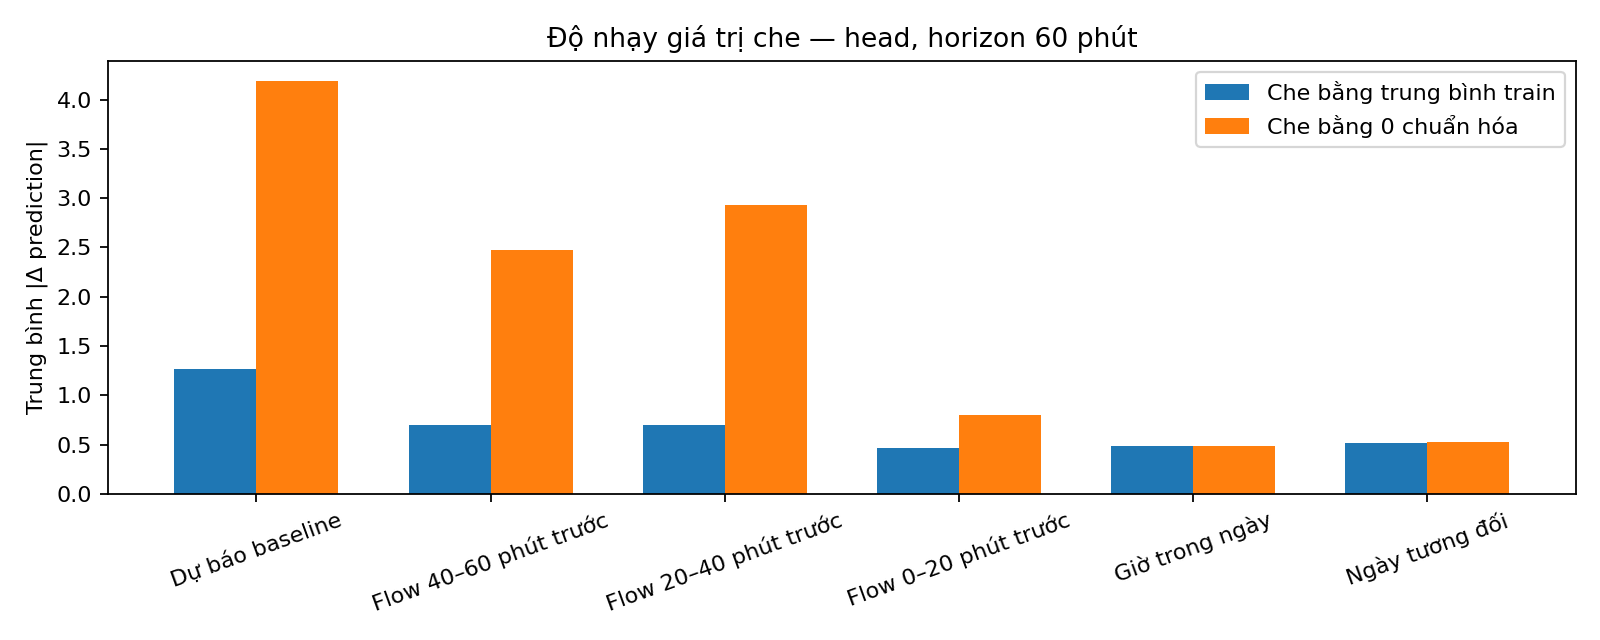 Độ nhạy giá trị che — head, horizon 60 phút
Trung bình |Δ prediction|
4.0
3.5
3.0
2.5
2.0
1.5
1.0
0.5
0.0
Che bằng trung bình train
Che bằng 0 chuẩn hóa
Dự báo baseline
Flow 40–60 phút trước
Flow 20–40 phút trước
Flow 0–20 phút trước
Giờ trong ngày
Ngày tương đối